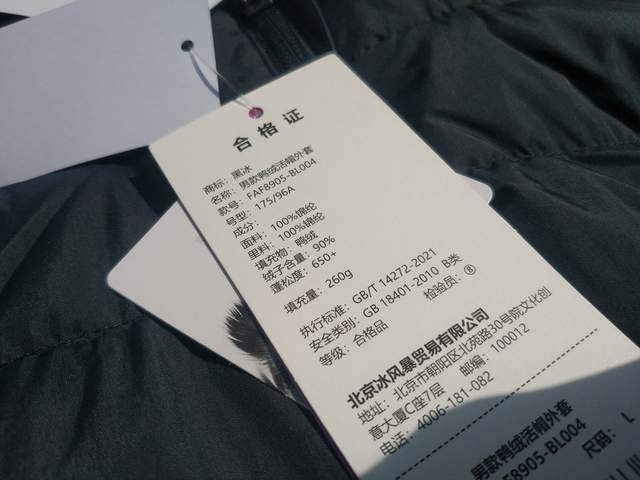 合格证
商标：黑冰
名称：男款鸭绒活帽外套
款号：FAF8905-BL004
号型：175/96A
成分：
面料：100%锦纶
里料：100%锦纶
填充物：鸭绒
绒子含量：90%
蓬松度：650+
填充量：260g
执行标准：GB/T 14272-2021
安全类别：GB 18401-2010 B类
等级：合格品 检验员：⑧
北京冰风暴贸易有限公司
地址：北京市朝阳区北苑路30号院文化创
意大厦C座7层 邮编：100012
电话：4006-181-082
男款鸭绒活帽外套
F8905-BL004 尺码：L